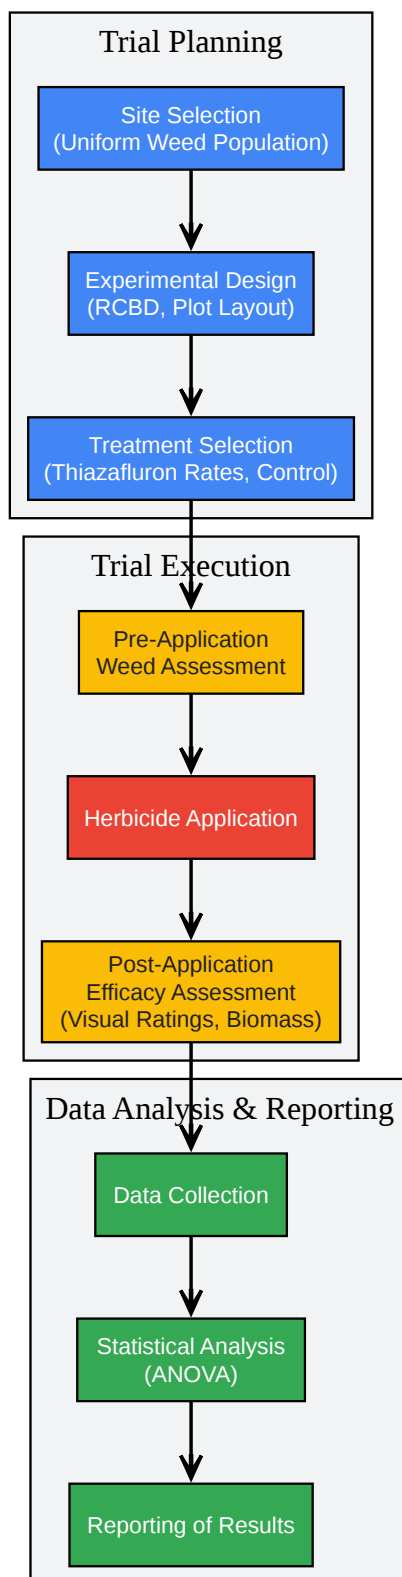 Trial Planning
Site Selection
(Uniform Weed Population)
Experimental Design
(RCBD, Plot Layout)
Treatment Selection
(Thiazafluron Rates, Control)
Trial Execution
Pre-Application
Weed Assessment
Herbicide Application
Post-Application
Efficacy Assessment
(Visual Ratings, Biomass)
Data Analysis & Reporting
Data Collection
Statistical Analysis
(ANOVA)
Reporting of Results